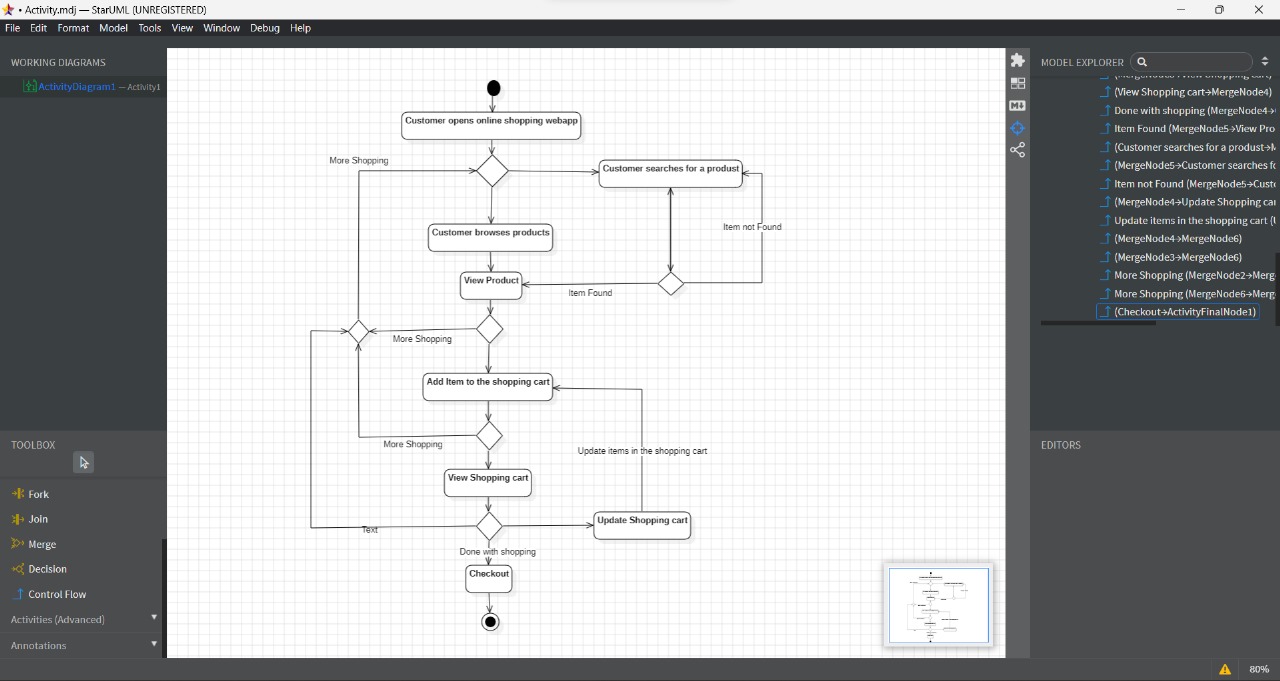 • Activity.mdj — StarUML (UNREGISTERED)
File Edit Format Model Tools View Window Debug Help
WORKING DIAGRAMS
ActivityDiagram1 — Activity1
TOOLBOX
Fork
Join
Merge
Decision
Control Flow
Activities (Advanced)
Annotations
Customer opens online shopping webapp
More Shopping
Customer searches for a produst
Item not Found
Customer browses products
View Product
Item Found
More Shopping
Add Item to the shopping cart
More Shopping
Update items in the shopping cart
View Shopping cart
Update Shopping cart
Text
Done with shopping
Checkout
MODEL EXPLORER
(View Shopping cart→MergeNode4)
Done with shopping (MergeNode4→
Item Found (MergeNode5→View Pro
(Customer searches for a product→
(MergeNode5→Customer searches
Item not Found (MergeNode5→Cust
(MergeNode4→Update Shopping
Update items in the shopping cart
(MergeNode4→MergeNode6)
(MergeNode3→MergeNode6)
More Shopping (MergeNode2→Merg
More Shopping (MergeNode6→Merg
(Checkout→ActivityFinalNode1)
EDITORS
80%